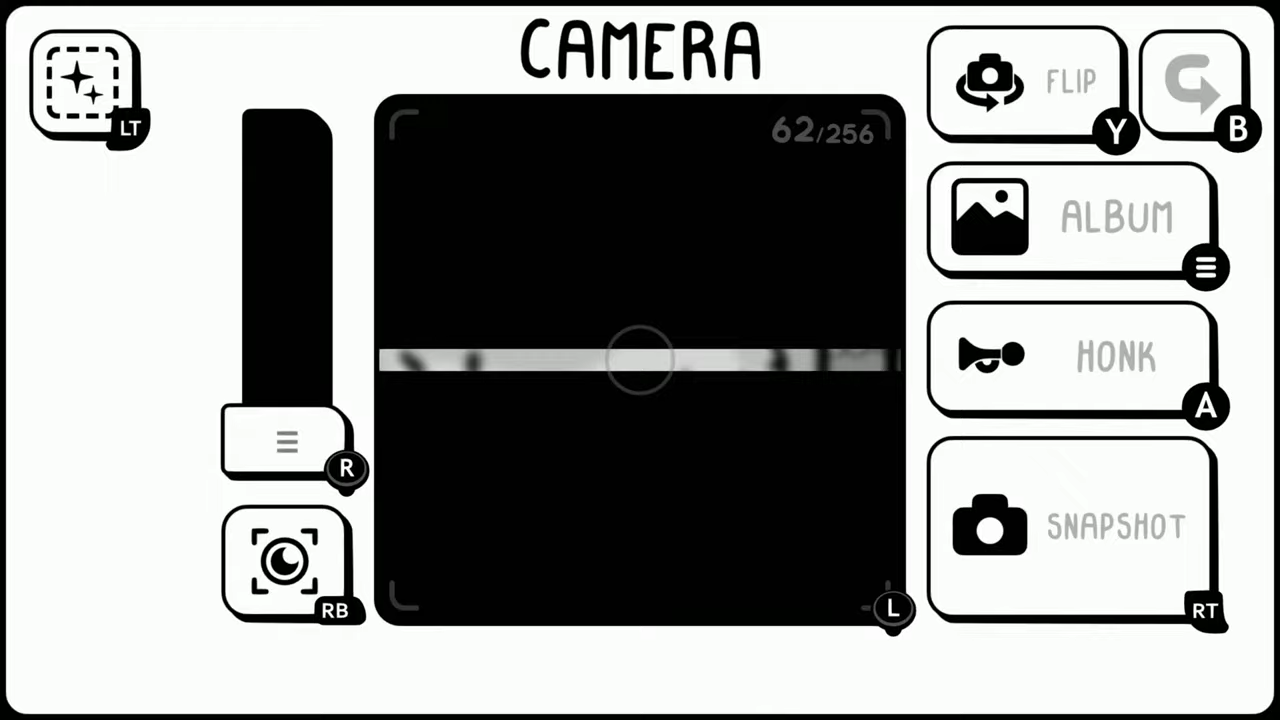 CAMERA
LT
62/256
FLIP
Y
B
ALBUM
HONK
A
R
SNAPSHOT
RB
L
RT